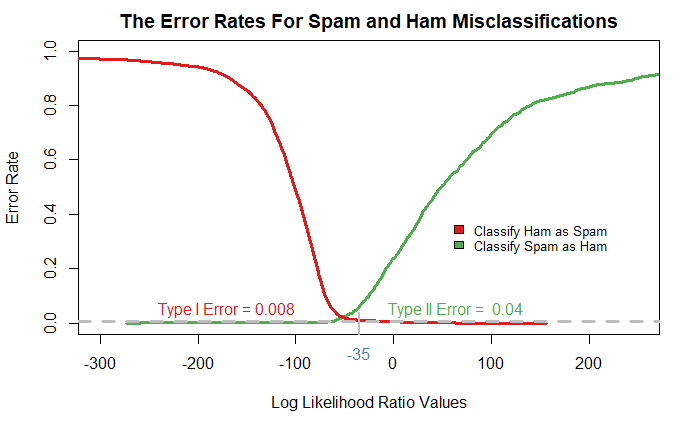 The Error Rates For Spam and Ham Misclassifications
1.0
0.8
0.6
0.4
0.2
0.0
Error Rate
Classify Ham as Spam
Classify Spam as Ham
Type I Error = 0.008
Type II Error = 0.04
-35
-300 -200 -100 0 100 200
Log Likelihood Ratio Values